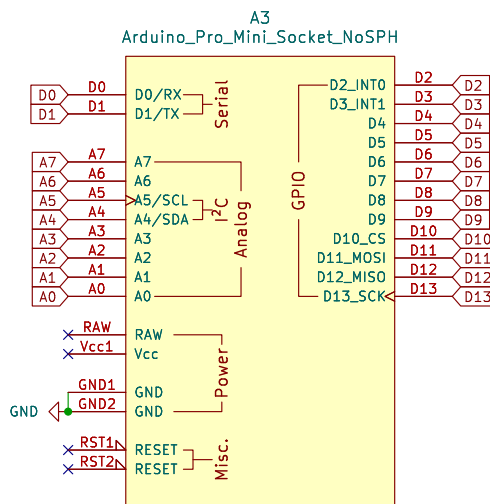 A3
Arduino_Pro_Mini_Socket_NoSPH
D0 D0 D0/RX
D1 D1 D1/TX
Serial
A7 A7 A7
A6 A6 A6
A5 A5 A5/SCL
A4 A4 A4/SDA
I²C
A3 A3 A3
A2 A2 A2
A1 A1 A1
A0 A0 A0
Analog
RAW RAW
Vcc1 Vcc
GND1 GND
GND GND2 GND
Power
RST1 RESET
RST2 RESET
Misc.
GPIO
D2_INT0 D2 D2
D3_INT1 D3 D3
D4 D4 D4
D5 D5 D5
D6 D6 D6
D7 D7 D7
D8 D8 D8
D9 D9 D9
D10_CS D10 D10
D11_MOSI D11 D11
D12_MISO D12 D12
D13_SCK D13 D13